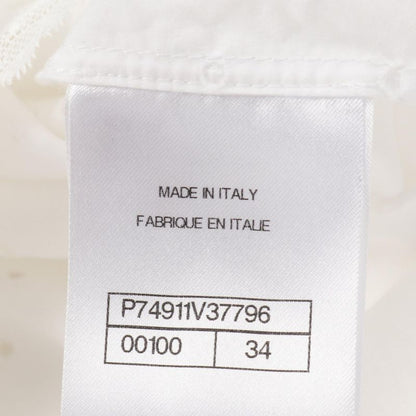 MADE IN ITALY
FABRIQUE EN ITALIE
P74911V37796
00100 34